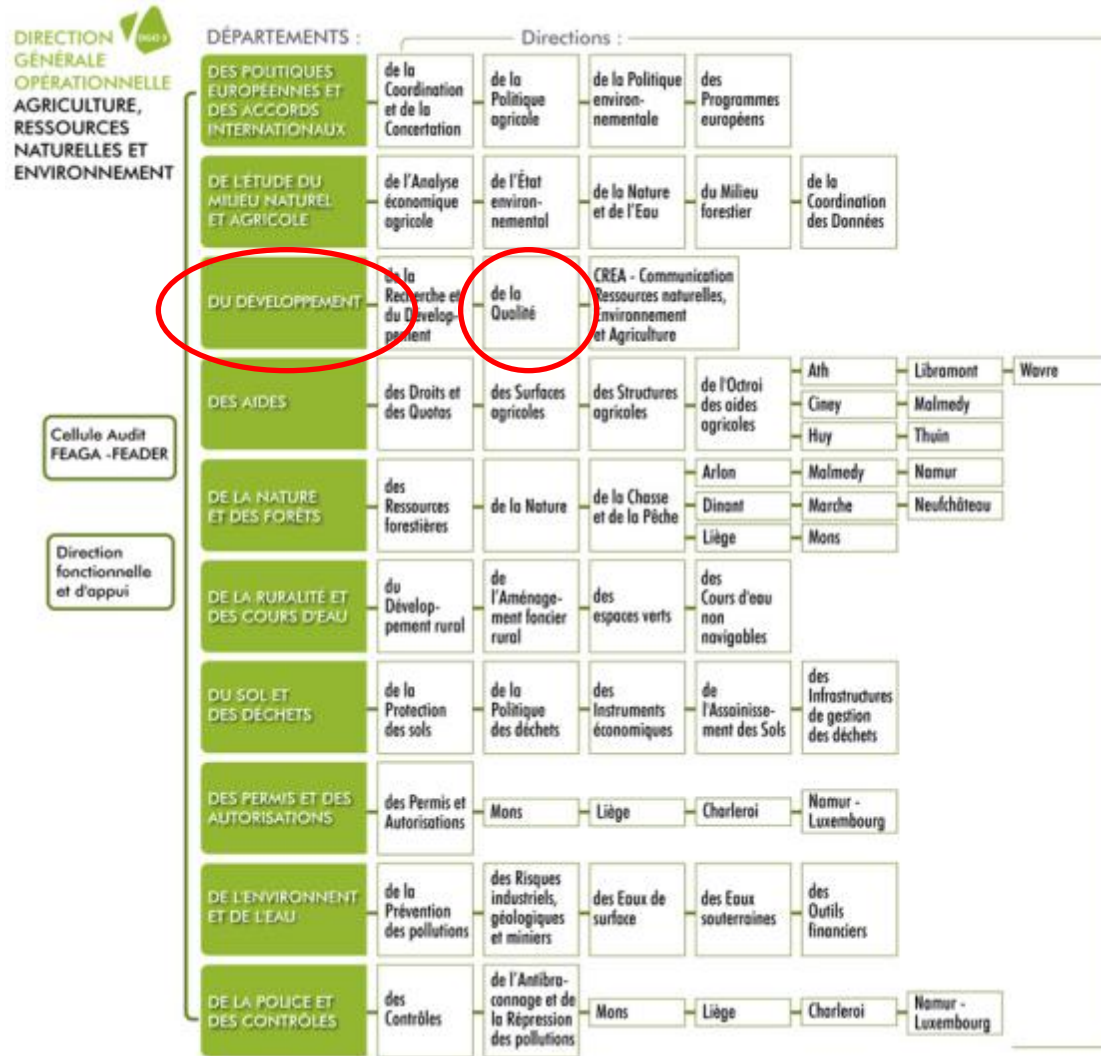 DIRECTION
GÉNÉRALE
OPÉRATIONNELLE
AGRICULTURE,
RESSOURCES
NATURELLES ET
ENVIRONNEMENT
DGO 3
DÉPARTEMENTS :
Directions :
DES POLITIQUES
EUROPÉENNES ET
DES ACCORDS
INTERNATIONAUX
de la
Coordination
et de la
Concertation
de la
Politique
agricole
de la Politique
environ-
nementale
des
Programmes
européens
DE L'ÉTUDE DU
MILIEU NATUREL
ET AGRICOLE
de l'Analyse
économique
agricole
de l'État
environ-
nemental
de la Nature
et de l'Eau
du Milieu
forestier
de la
Coordination
des Données
DU DÉVELOPPEMENT
de la
Recherche et
du Dévelop-
pement
de la
Qualité
CREA - Communication
Ressources naturelles,
Environnement
et Agriculture
DES AIDES
des Droits et
des Quotas
des Surfaces
agricoles
des Structures
agricoles
de l'Octroi
des aides
agricoles
Ath
Libramont
Wavre
Ciney
Malmedy
Huy
Thuin
Cellule Audit
FEAGA -FEADER
DE LA NATURE
ET DES FORÊTS
des
Ressources
forestières
de la Nature
de la Chasse
et de la Pêche
Arlon
Malmedy
Namur
Dinant
Marche
Neufchâteau
Liège
Mons
Direction
fonctionnelle
et d'appui
DE LA RURALITÉ ET
DES COURS D'EAU
du
Dévelop-
pement rural
de
l'Aménage-
ment foncier
rural
des
espaces verts
des
Cours d'eau
non
navigables
DU SOL ET
DES DÉCHETS
de la
Protection
des sols
de la
Politique
des déchets
des
Instruments
économiques
de
l'Assainisse-
ment des Sols
des
Infrastructures
de gestion
des déchets
DES PERMIS ET DES
AUTORISATIONS
des Permis et
Autorisations
Mons
Liège
Charleroi
Namur -
Luxembourg
DE L'ENVIRONNENT
ET DE L'EAU
de la
Prévention
des pollutions
des Risques
industriels,
géologiques
et miniers
des Eaux de
surface
des Eaux
souterraines
des
Outils
financiers
DE LA POLICE ET
DES CONTRÔLES
des
Contrôles
de l'Antibra-
connage et de
la Répression
des pollutions
Mons
Liège
Charleroi
Namur -
Luxembourg